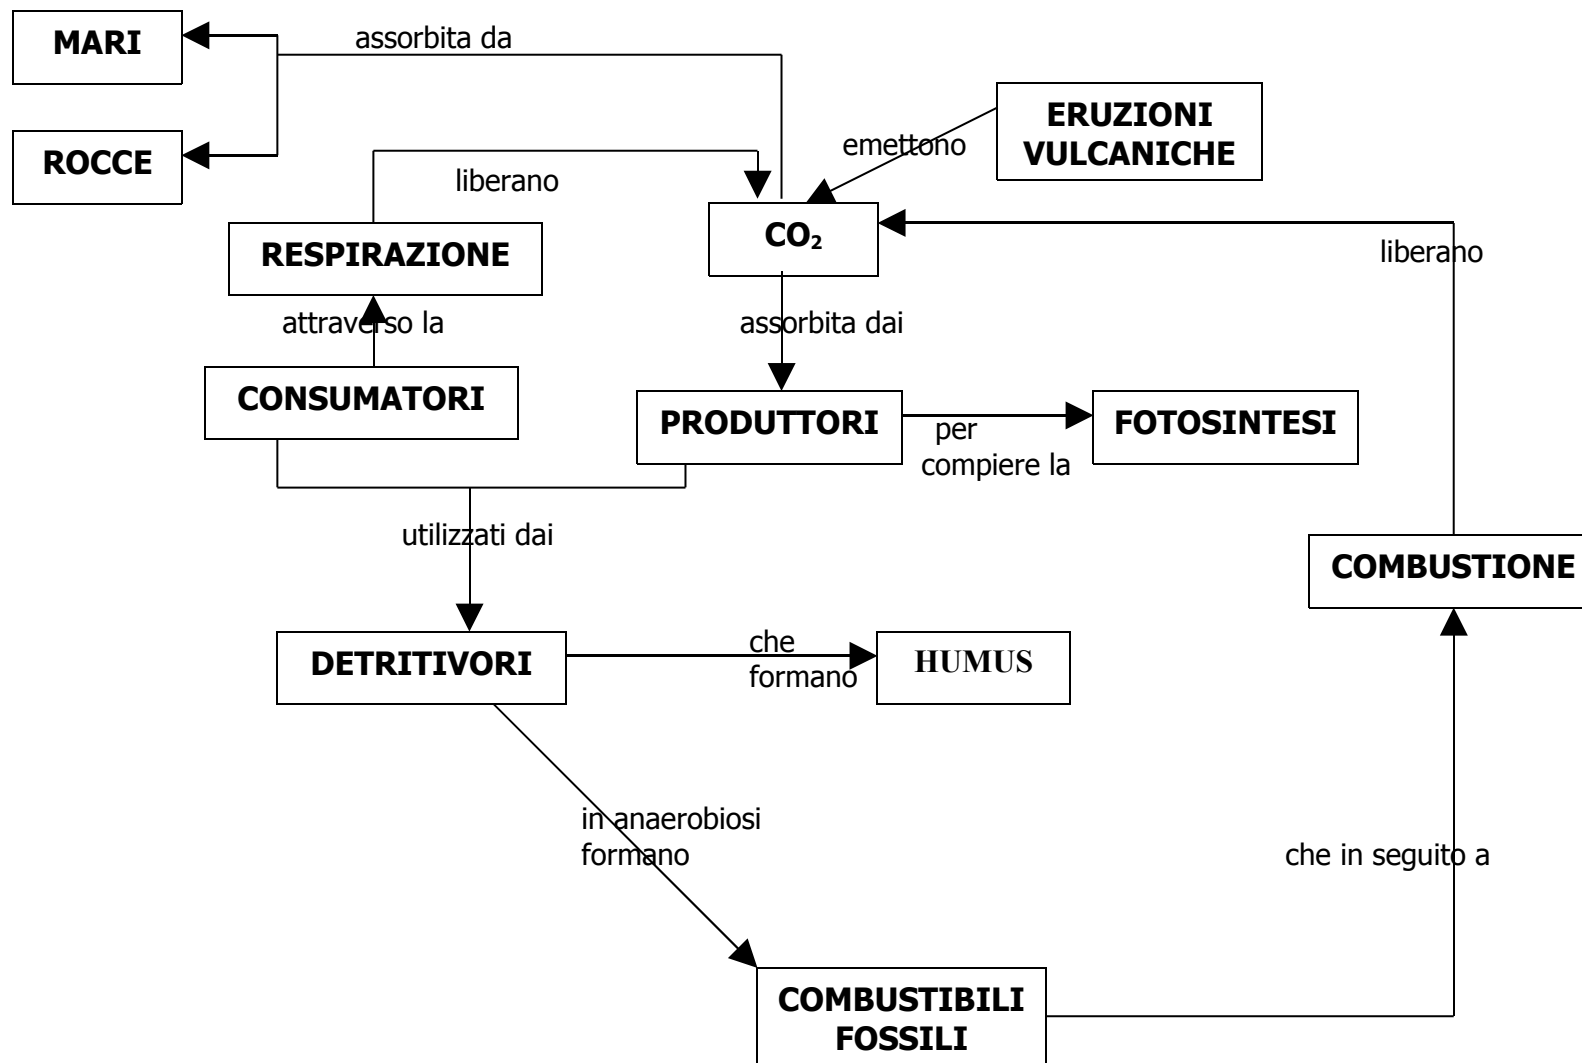 MARI
assorbita da
ERUZIONI
VULCANICHE
emettono
ROCCE
liberano
CO₂
RESPIRAZIONE
liberano
attraverso la
assorbita dai
CONSUMATORI
PRODUTTORI
per
compiere la
FOTOSINTESI
utilizzati dai
COMBUSTIONE
DETRITIVORI
che
formano
HUMUS
in anaerobiosi
formano
che in seguito a
COMBUSTIBILI
FOSSILI